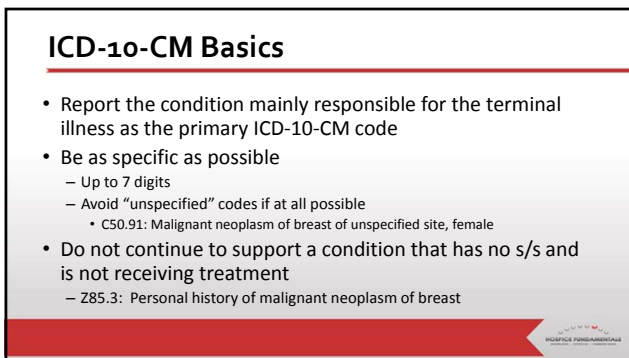 ICD-10-CM Basics
• Report the condition mainly responsible for the terminal
illness as the primary ICD-10-CM code
• Be as specific as possible
– Up to 7 digits
– Avoid “unspecified” codes if at all possible
• C50.91: Malignant neoplasm of breast of unspecified site, female
• Do not continue to support a condition that has no s/s and
is not receiving treatment
– Z85.3: Personal history of malignant neoplasm of breast
HOSPICE FUNDAMENTALS